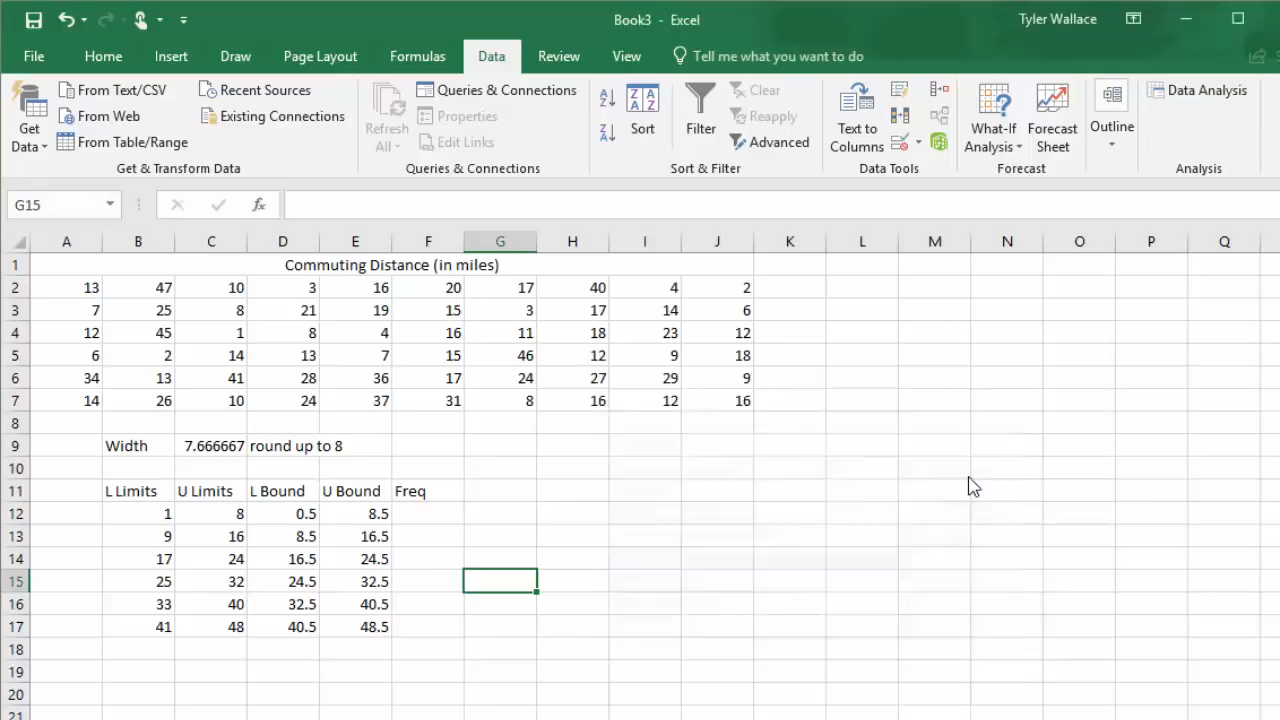 Book3 - Excel Tyler Wallace
File Home Insert Draw Page Layout Formulas Data Review View Tell me what you want to do
Get Data
From Text/CSV
From Web
From Table/Range
Recent Sources
Existing Connections
Get & Transform Data
Refresh All
Queries & Connections
Properties
Edit Links
Queries & Connections
Sort
Filter
Clear
Reapply
Advanced
Sort & Filter
Text to Columns
Data Tools
What-If Analysis
Forecast Sheet
Forecast
Outline
Data Analysis
Analysis
G15 fx
A B C D E F G H I J K L M N O P Q
1 Commuting Distance (in miles)
2 13 47 10 3 16 20 17 40 4 2
3 7 25 8 21 19 15 3 17 14 6
4 12 45 1 8 4 16 11 18 23 12
5 6 2 14 13 7 15 46 12 9 18
6 34 13 41 28 36 17 24 27 29 9
7 14 26 10 24 37 31 8 16 12 16
8
9 Width 7.666667 round up to 8
10
11 L Limits U Limits L Bound U Bound Freq
12 1 8 0.5 8.5
13 9 16 8.5 16.5
14 17 24 16.5 24.5
15 25 32 24.5 32.5
16 33 40 32.5 40.5
17 41 48 40.5 48.5
18
19
20
21